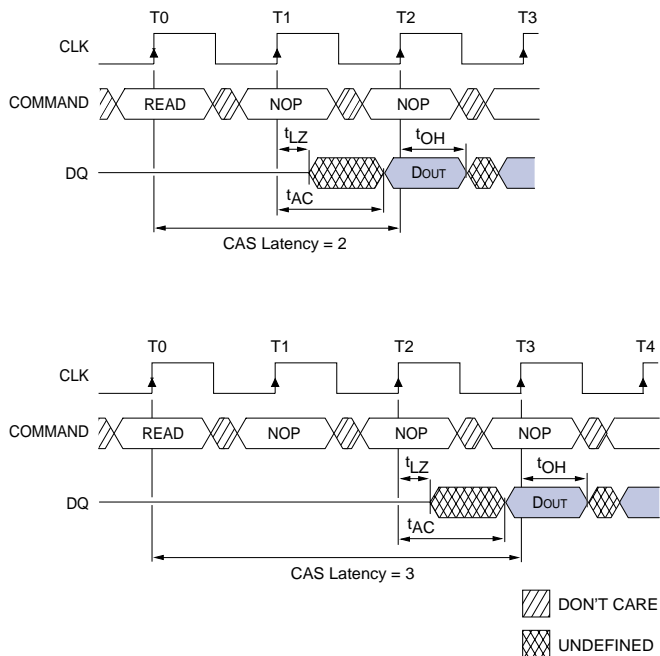 T0 T1 T2 T3
CLK
COMMAND READ NOP NOP
tLZ tOH
DQ DOUT
tAC
CAS Latency = 2
T0 T1 T2 T3 T4
CLK
COMMAND READ NOP NOP NOP
tLZ tOH
DQ DOUT
tAC
CAS Latency = 3
DON'T CARE
UNDEFINED